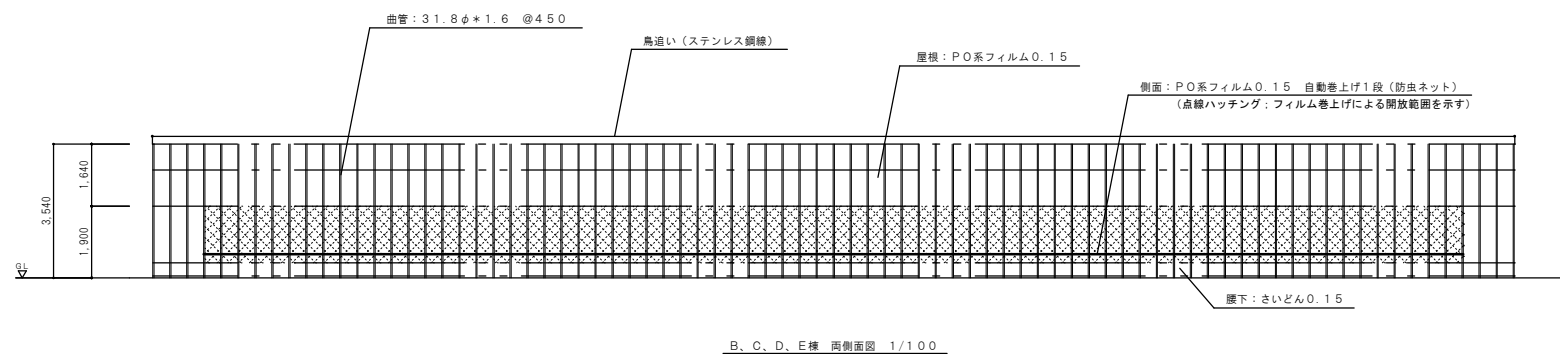 曲管:31.8φ*1.6 @450
鳥追い(ステンレス鋼線)
屋根:PO系フィルム0.15
側面:PO系フィルム0.15 自動巻上げ1段(防虫ネット)
(点線ハッチング;フィルム巻上げによる開放範囲を示す)
1,640
3,540
1,900
GL
腰下:さいどん0.15
B、C、D、E棟 両側面図 1/100